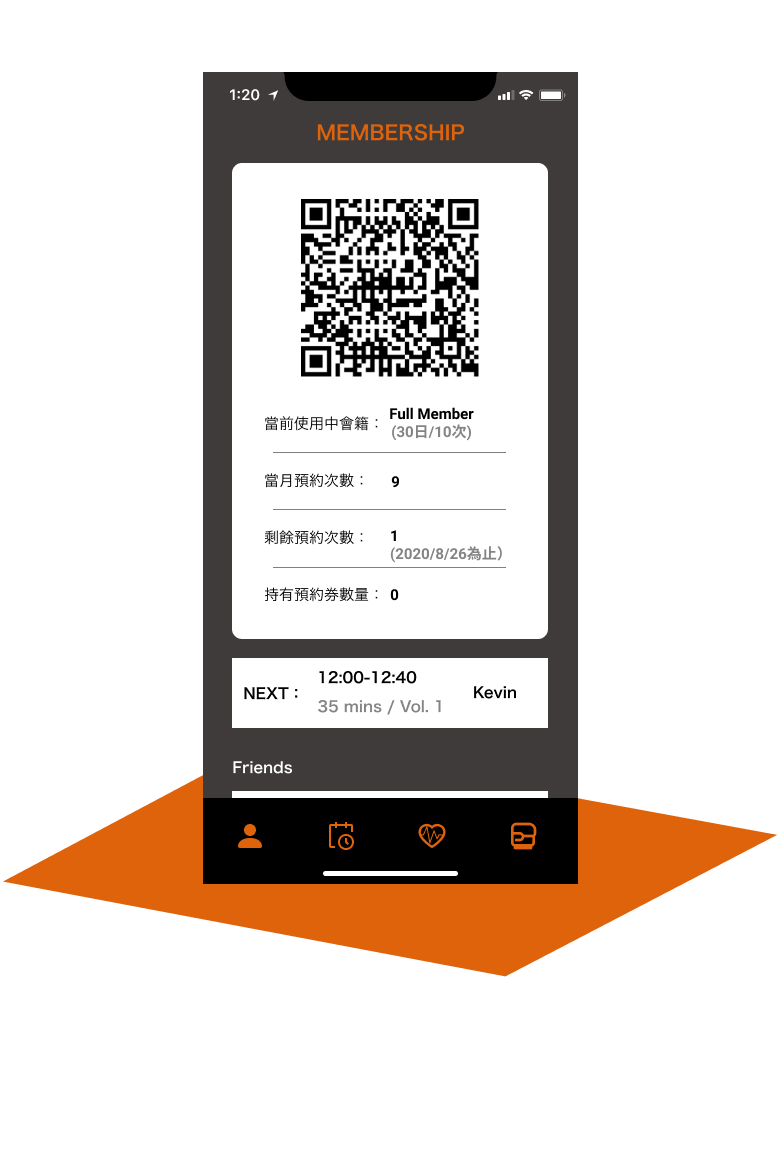 1:20
MEMBERSHIP
當前使用中會籍： Full Member
(30日/10次)
當月預約次數： 9
剩餘預約次數： 1
(2020/8/26為止）
持有預約券數量： 0
12:00-12:40
NEXT： Kevin
35 mins / Vol. 1
Friends